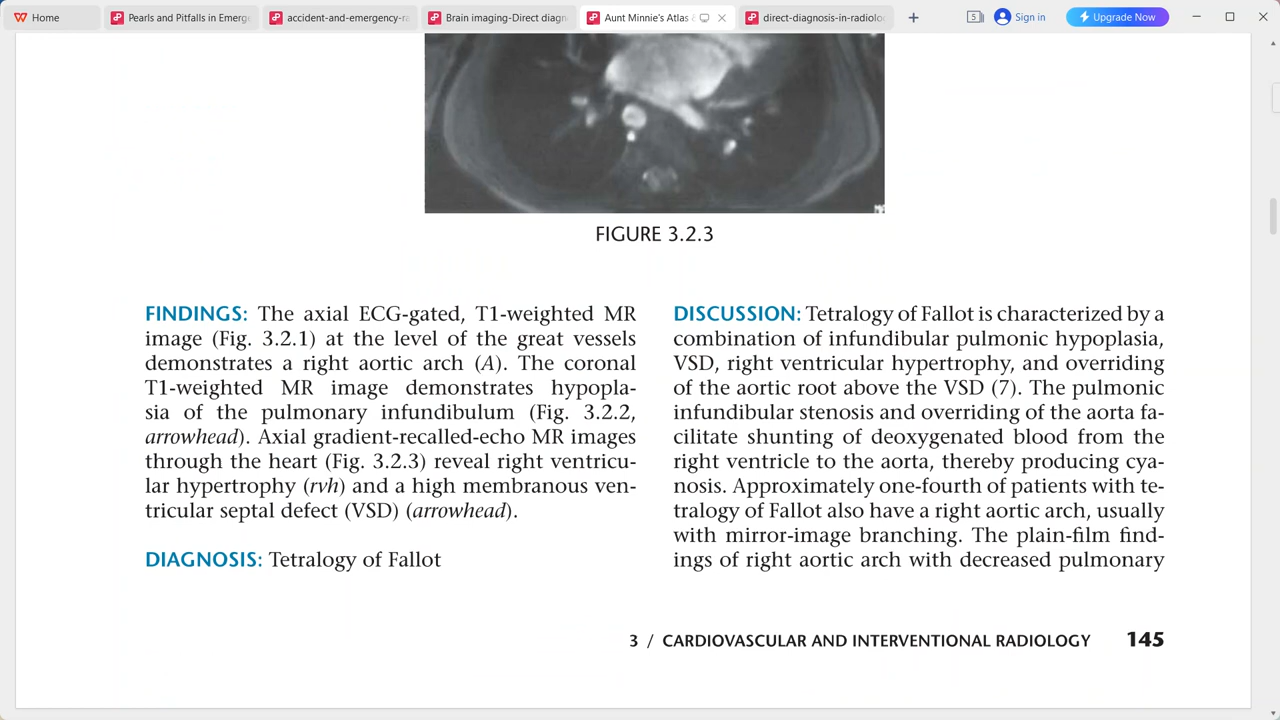 Home
Pearls and Pitfalls in Emerg
accident-and-emergency-ra
Brain imaging-Direct diagn
Aunt Minnie's Atlas
direct-diagnosis-in-radiolo
5
Sign in
Upgrade Now
FIGURE 3.2.3
FINDINGS: The axial ECG-gated, T1-weighted MR
image (Fig. 3.2.1) at the level of the great vessels
demonstrates a right aortic arch (A). The coronal
T1-weighted MR image demonstrates hypopla-
sia of the pulmonary infundibulum (Fig. 3.2.2,
arrowhead). Axial gradient-recalled-echo MR images
through the heart (Fig. 3.2.3) reveal right ventricu-
lar hypertrophy (rvh) and a high membranous ven-
tricular septal defect (VSD) (arrowhead).
DIAGNOSIS: Tetralogy of Fallot
DISCUSSION: Tetralogy of Fallot is characterized by a
combination of infundibular pulmonic hypoplasia,
VSD, right ventricular hypertrophy, and overriding
of the aortic root above the VSD (7). The pulmonic
infundibular stenosis and overriding of the aorta fa-
cilitate shunting of deoxygenated blood from the
right ventricle to the aorta, thereby producing cya-
nosis. Approximately one-fourth of patients with te-
tralogy of Fallot also have a right aortic arch, usually
with mirror-image branching. The plain-film find-
ings of right aortic arch with decreased pulmonary
3 / CARDIOVASCULAR AND INTERVENTIONAL RADIOLOGY 145